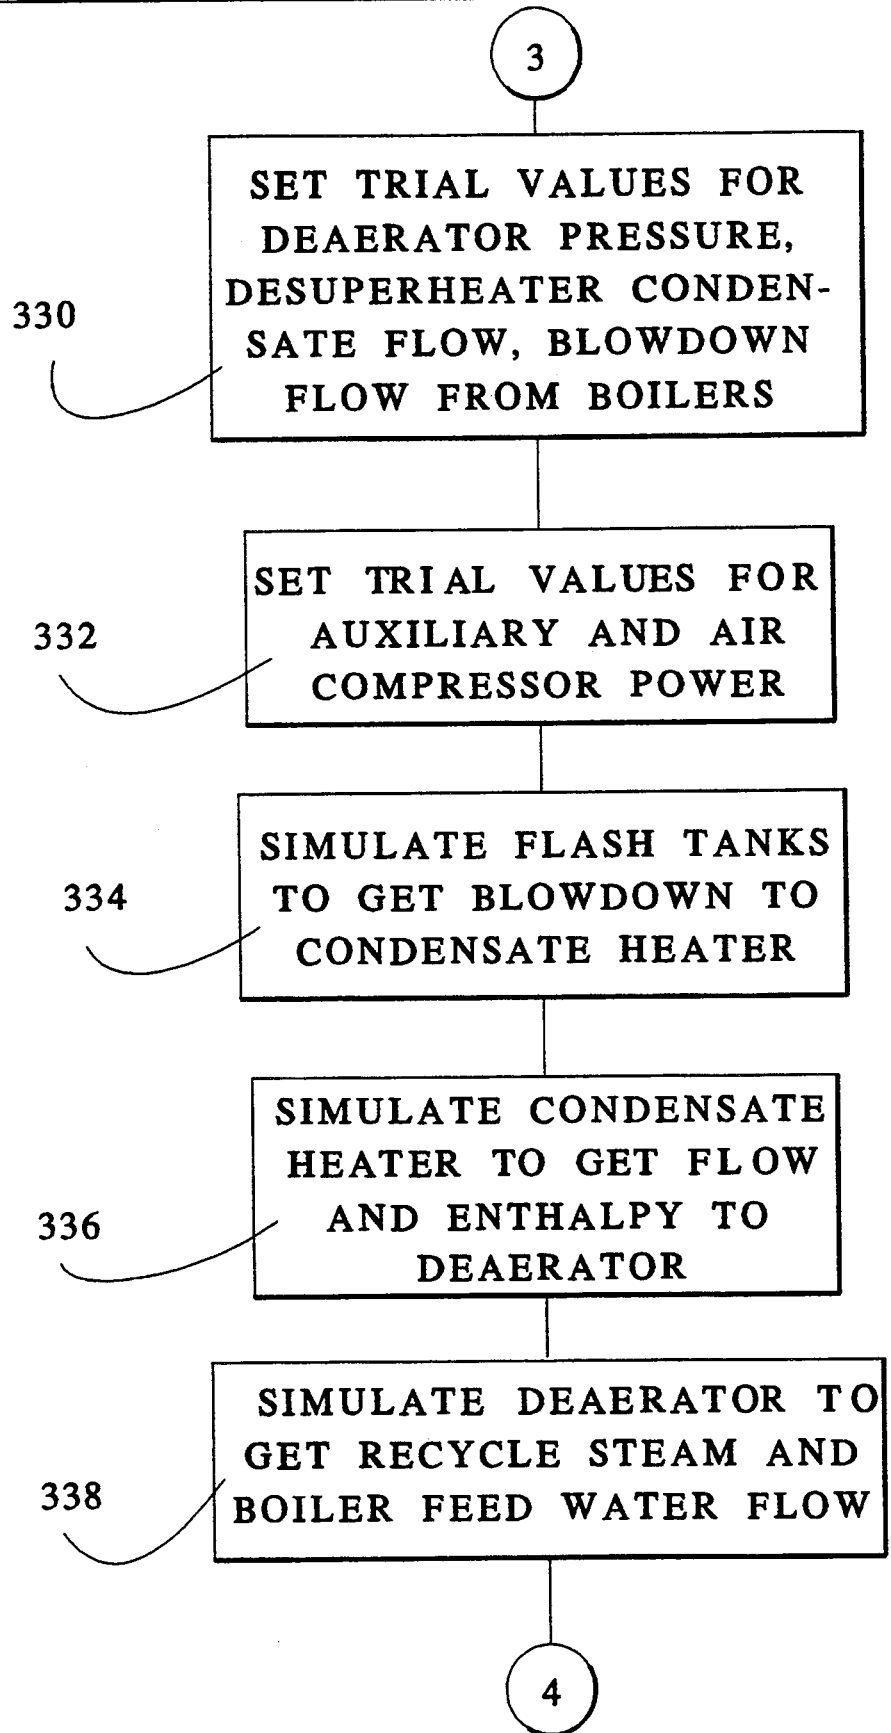 3
SET TRIAL VALUES FOR
DEAERATOR PRESSURE,
DESUPERHEATER CONDEN-
SATE FLOW, BLOWDOWN
FLOW FROM BOILERS
330
SET TRIAL VALUES FOR
AUXILIARY AND AIR
COMPRESSOR POWER
332
SIMULATE FLASH TANKS
TO GET BLOWDOWN TO
CONDENSATE HEATER
334
SIMULATE CONDENSATE
HEATER TO GET FLOW
AND ENTHALPY TO
DEAERATOR
336
SIMULATE DEAERATOR TO
GET RECYCLE STEAM AND
BOILER FEED WATER FLOW
338
4